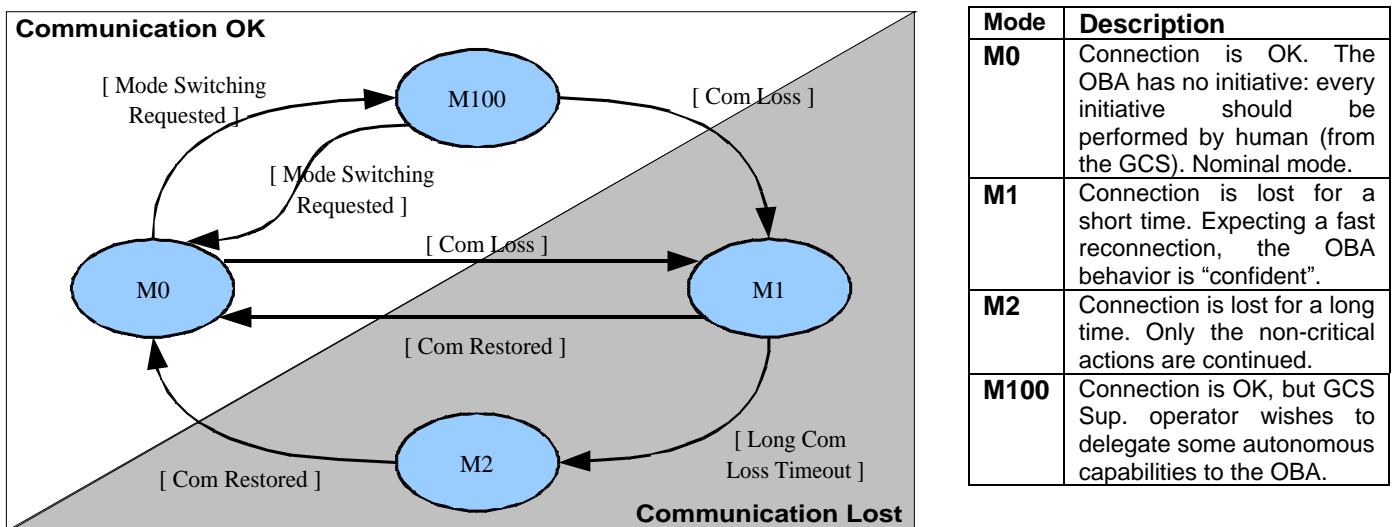 Communication OK
[ Mode Switching
Requested ]
M100
[ Com Loss ]
[ Mode Switching
Requested ]
[ Com Loss ]
M0
M1
[ Com Restored ]
[ Long Com
Loss Timeout ]
M2
[ Com Restored ]
Communication Lost
Mode Description
M0 Connection is OK. The
OBA has no initiative: every
initiative should be
performed by human (from
the GCS). Nominal mode.
M1 Connection is lost for a
short time. Expecting a fast
reconnection, the OBA
behavior is “confident”.
M2 Connection is lost for a long
time. Only the non-critical
actions are continued.
M100 Connection is OK, but GCS
Sup. operator wishes to
delegate some autonomous
capabilities to the OBA.